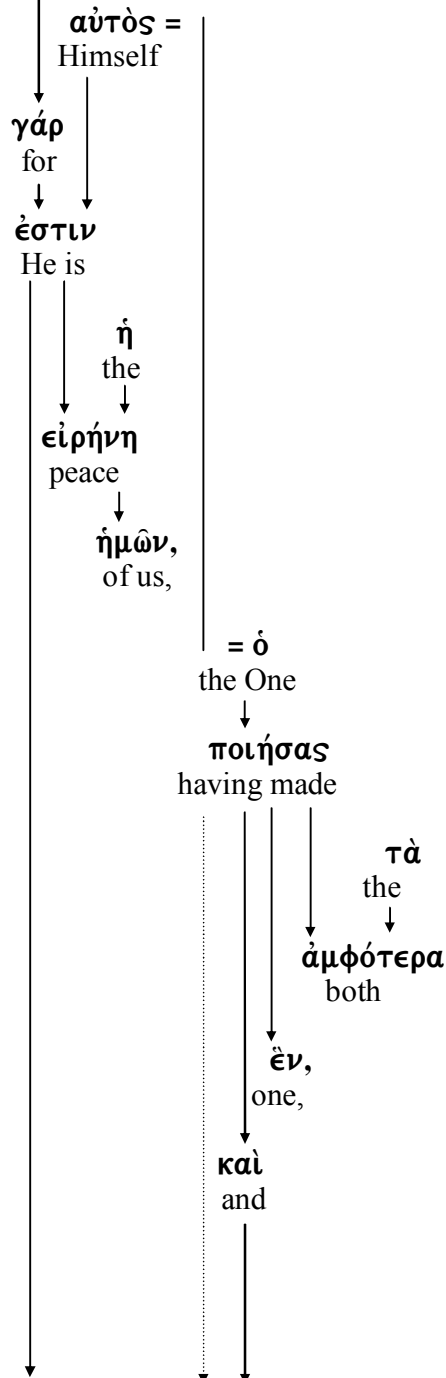 αὐτὸς =
Himself
γάρ
for
ἐστιν
He is
ἡ
the
εἰρήνη
peace
ἡμῶν,
of us,
= ὁ
the One
ποιήσας
having made
τὰ
the
ἀμφότερα
both
ἓν,
one,
καὶ
and